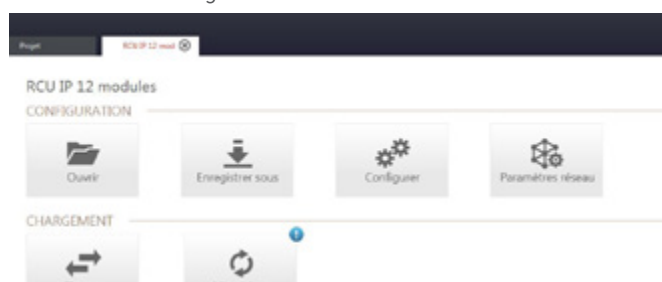 Projet RCU IP 12 mod
RCU IP 12 modules
CONFIGURATION
Ouvrir Enregistrer sous Configurer Paramètres réseau
CHARGEMENT